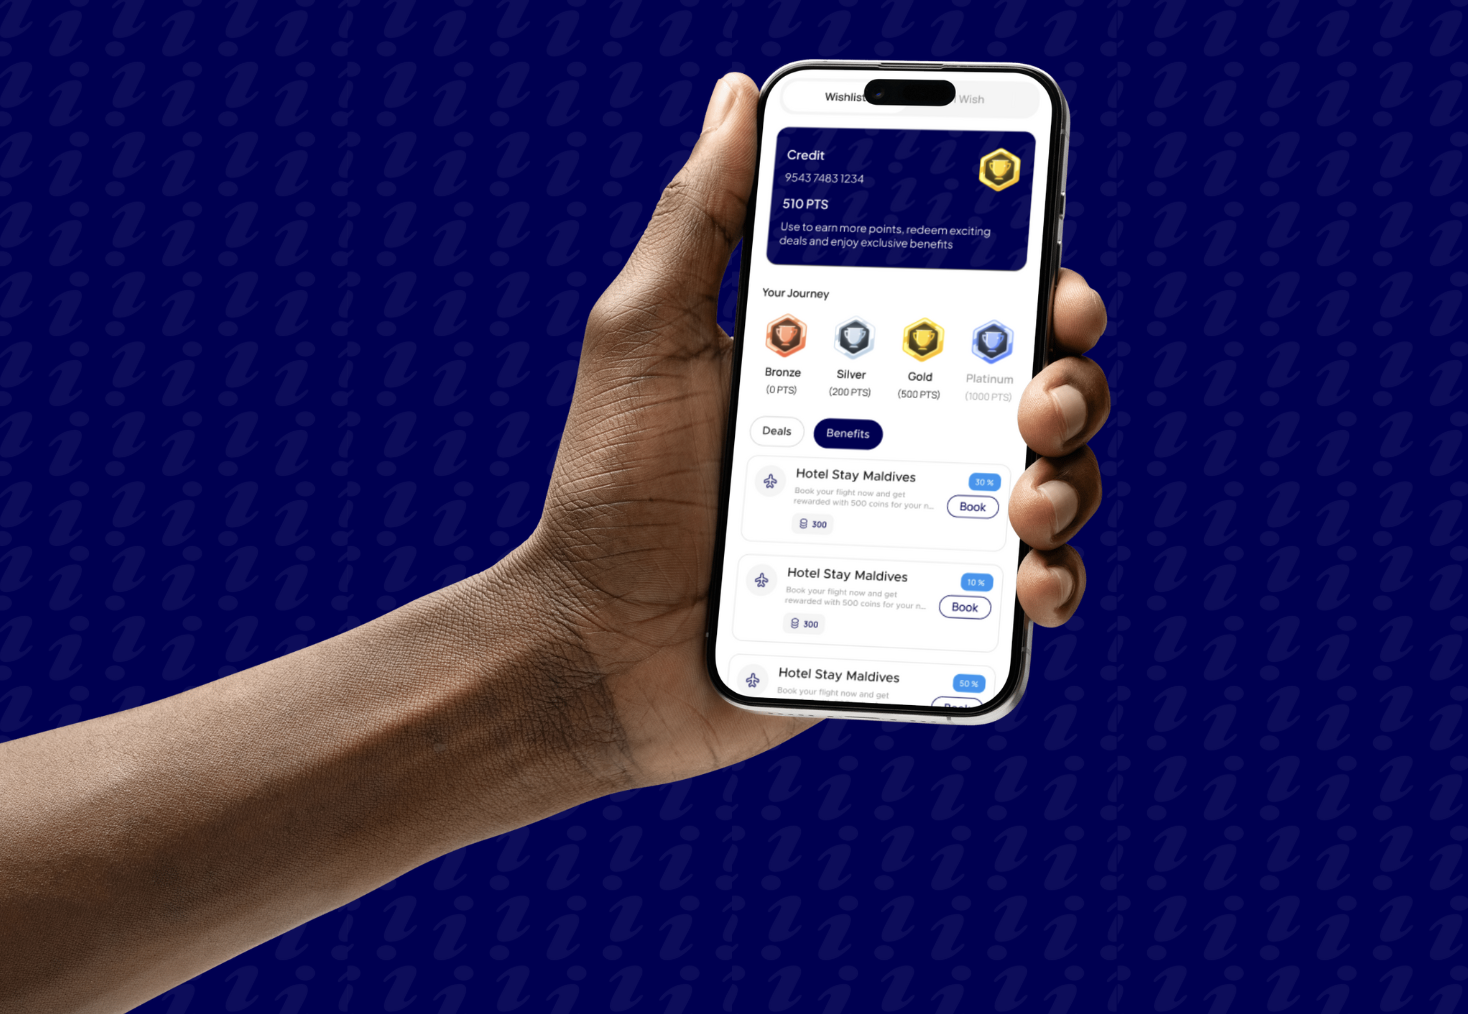 Wishlist
Wish
Credit
9543 7483 1234
510 PTS
Use to earn more points, redeem exciting
deals and enjoy exclusive benefits
Your Journey
Bronze
Silver
Gold
Platinum
(0 PTS)
(200 PTS)
(500 PTS)
(1000 PTS)
Deals
Benefits
Hotel Stay Maldives
30 %
Book your flight now and get
rewarded with 500 coins for your n...
Book
300
Hotel Stay Maldives
10 %
Book your flight now and get
rewarded with 500 coins for your n...
Book
300
Hotel Stay Maldives
50 %
Book your flight now and get
Book